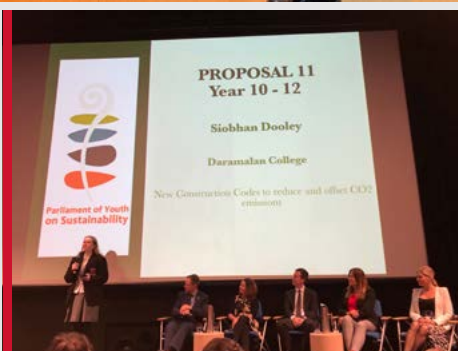 PROPOSAL 11
Year 10 - 12
Siobhan Dooley
Daramalan College
New Construction Codes to reduce and offset CO2
emissions
Parliament of Youth
on Sustainability